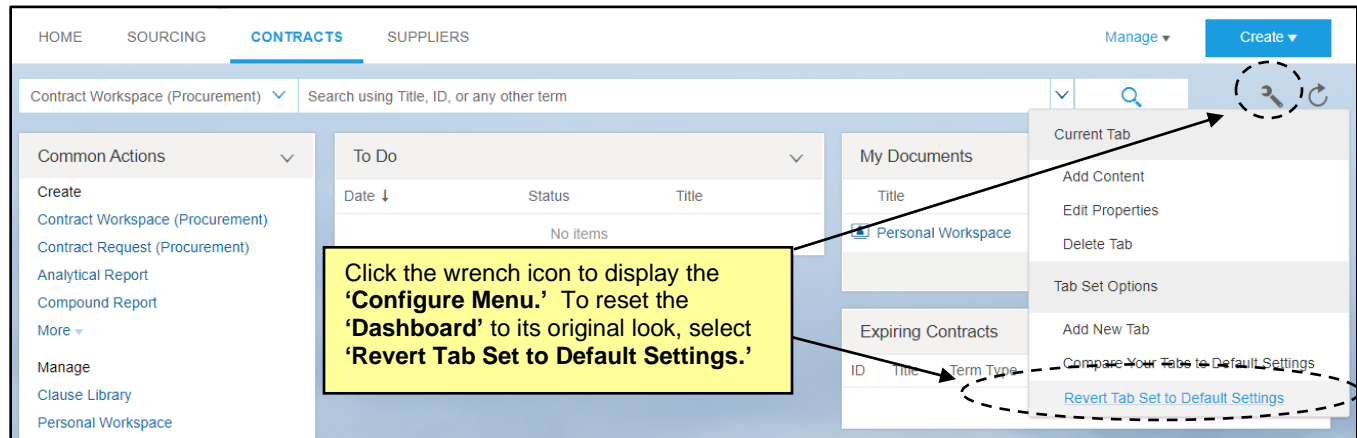 HOME SOURCING CONTRACTS SUPPLIERS Manage Create
Contract Workspace (Procurement) Search using Title, ID, or any other term
Common Actions
Create
Contract Workspace (Procurement)
Contract Request (Procurement)
Analytical Report
Compound Report
More
Manage
Clause Library
Personal Workspace
To Do
Date ↓ Status Title
No items
My Documents
Title
Personal Workspace
Expiring Contracts
ID Title Term Type
Current Tab
Add Content
Edit Properties
Delete Tab
Tab Set Options
Add New Tab
Compare Your Tabs to Default Settings
Revert Tab Set to Default Settings
Click the wrench icon to display the
‘Configure Menu.’ To reset the
‘Dashboard’ to its original look, select
‘Revert Tab Set to Default Settings.’